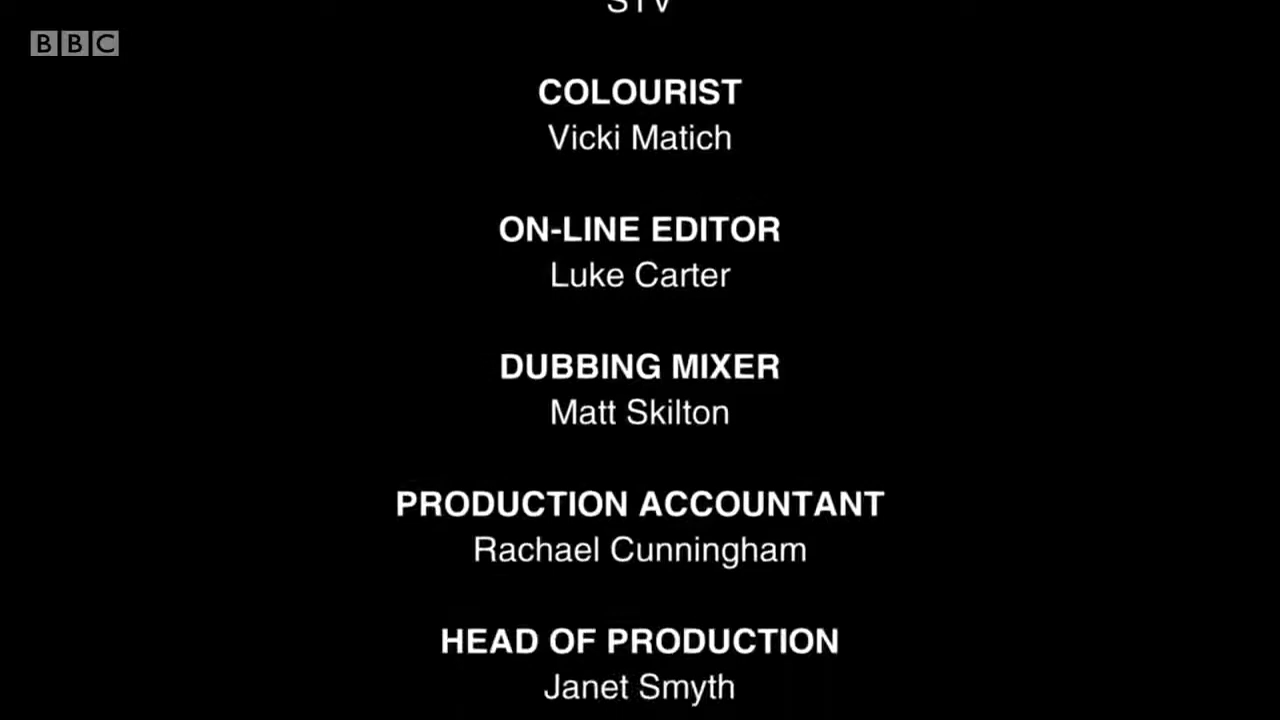 STV
BBC
COLOURIST
Vicki Matich
ON-LINE EDITOR
Luke Carter
DUBBING MIXER
Matt Skilton
PRODUCTION ACCOUNTANT
Rachael Cunningham
HEAD OF PRODUCTION
Janet Smyth